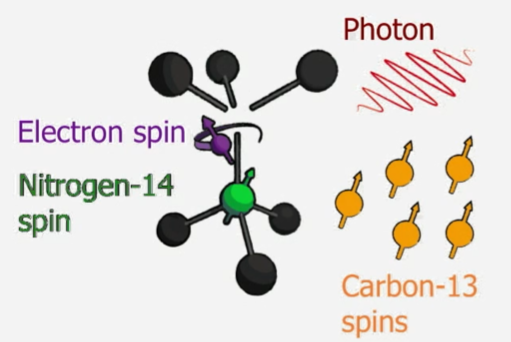 Photon
Electron spin
Nitrogen-14
spin
Carbon-13
spins